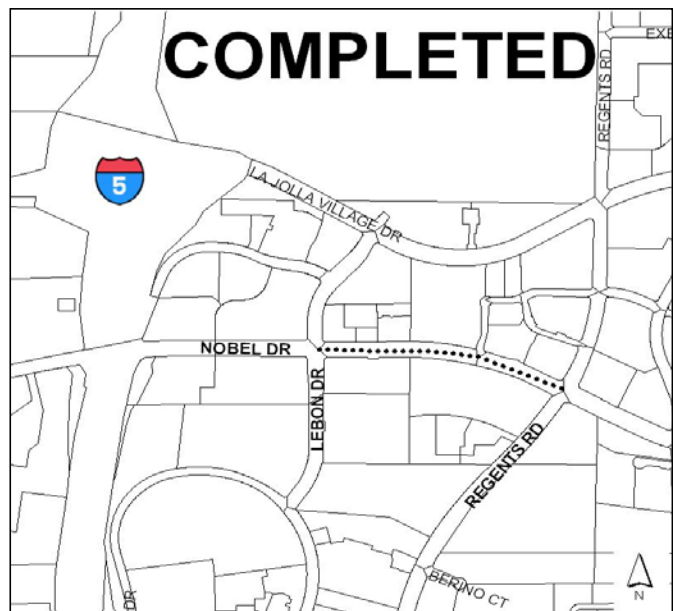 COMPLETED
EXE
REGENTS RD
5
LA JOLLA VILLAGE DR
NOBEL DR
LEBON DR
REGENTS RD
BERINO CT
DR
N